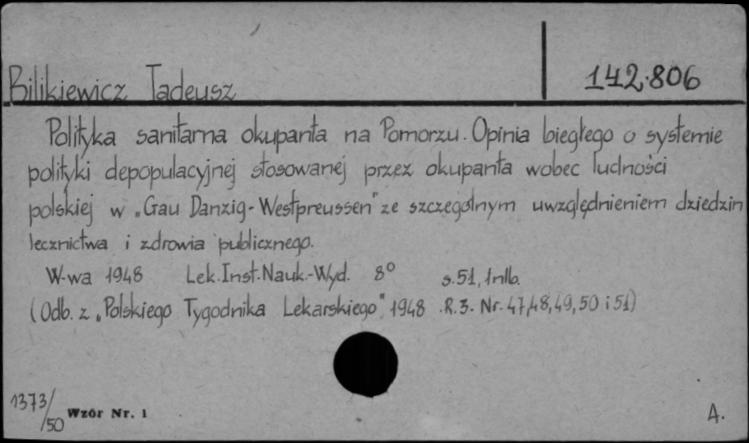 Bilikiewicz Tadeusz 142.806
Polityka sanitarna okupanta na Pomorzu. Opinia biegłego o systemie
polityki depopulacyjnej stosowanej przez okupanta wobec ludności
polskiej w „Gau Danzig-Westpreussen" ze szczególnym uwzględnieniem dziedzin
lecznictwa i zdrowia publicznego.
W-wa 1948 Lek. Inst. Nauk.-Wyd. 8° s. 51, 1 nlb.
(Odb. z „Polskiego Tygodnika Lekarskiego" 1948 .R.3. Nr. 47,48,49,50 i 51)
1373/50 Wzór Nr. 1 A.